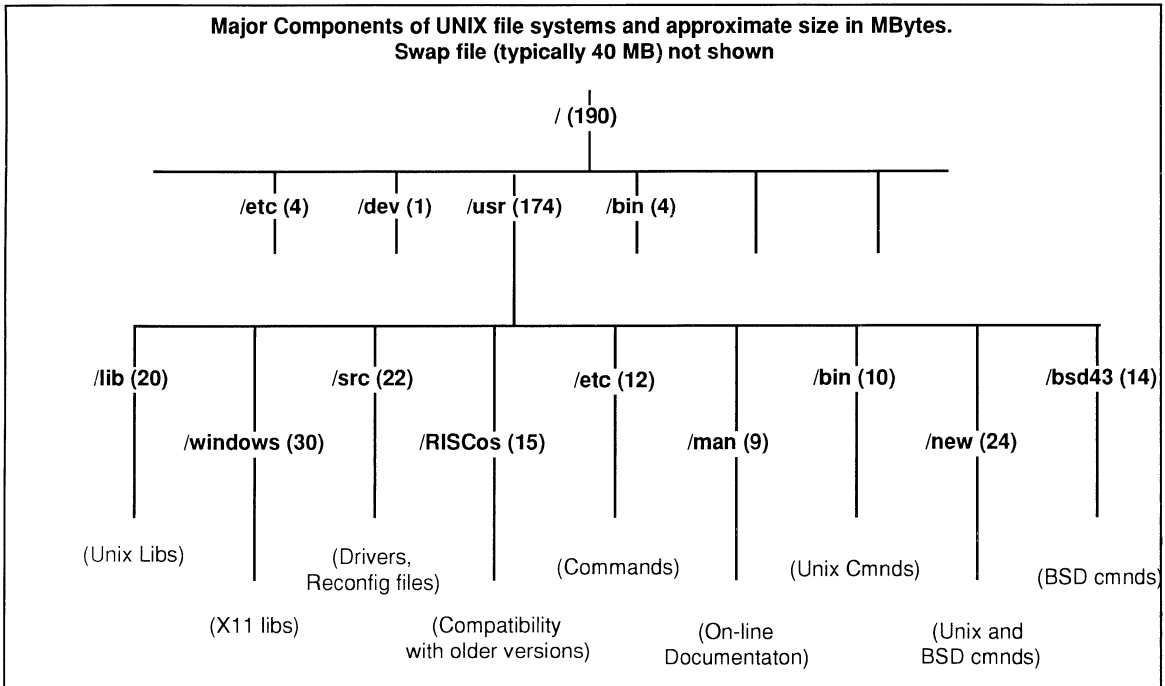 Major Components of UNIX file systems and approximate size in MBytes.
Swap file (typically 40 MB) not shown
/ (190)
/etc (4)
/dev (1)
/usr (174)
/bin (4)
/lib (20)
/src (22)
/etc (12)
/bin (10)
/bsd43 (14)
/windows (30)
/RISCos (15)
/man (9)
/new (24)
(Unix Libs)
(Drivers,
Reconfig files)
(Commands)
(Unix Cmnds)
(BSD cmnds)
(X11 libs)
(Compatibility
with older versions)
(On-line
Documentaton)
(Unix and
BSD cmnds)